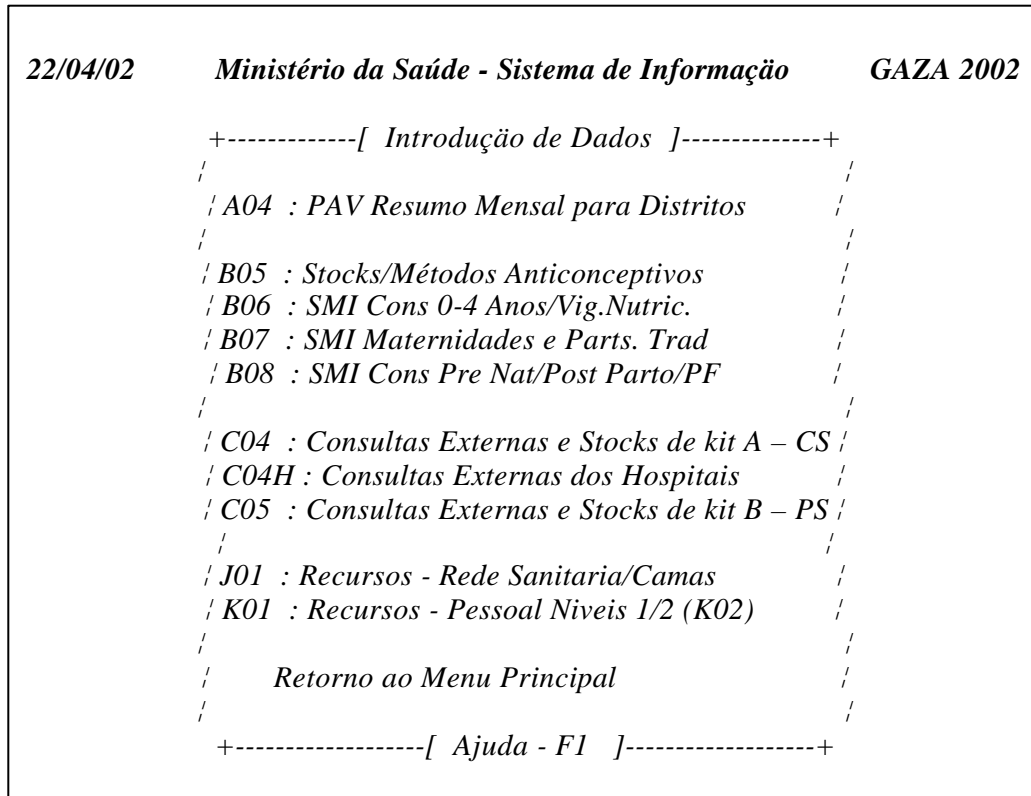 22/04/02 Ministério da Saúde - Sistema de Informaçäo GAZA 2002
+-------------[ Introduçäo de Dados ]--------------+
¦ ¦
¦ A04 : PAV Resumo Mensal para Distritos ¦
¦ ¦
¦ B05 : Stocks/Métodos Anticonceptivos ¦
¦ B06 : SMI Cons 0-4 Anos/Vig.Nutric. ¦
¦ B07 : SMI Maternidades e Parts. Trad ¦
¦ B08 : SMI Cons Pre Nat/Post Parto/PF ¦
¦ ¦
¦ C04 : Consultas Externas e Stocks de kit A – CS ¦
¦ C04H : Consultas Externas dos Hospitais ¦
¦ C05 : Consultas Externas e Stocks de kit B – PS ¦
¦ ¦
¦ J01 : Recursos - Rede Sanitaria/Camas ¦
¦ K01 : Recursos - Pessoal Niveis 1/2 (K02) ¦
¦ ¦
¦ Retorno ao Menu Principal ¦
¦ ¦
+-------------------[ Ajuda - F1 ]-------------------+